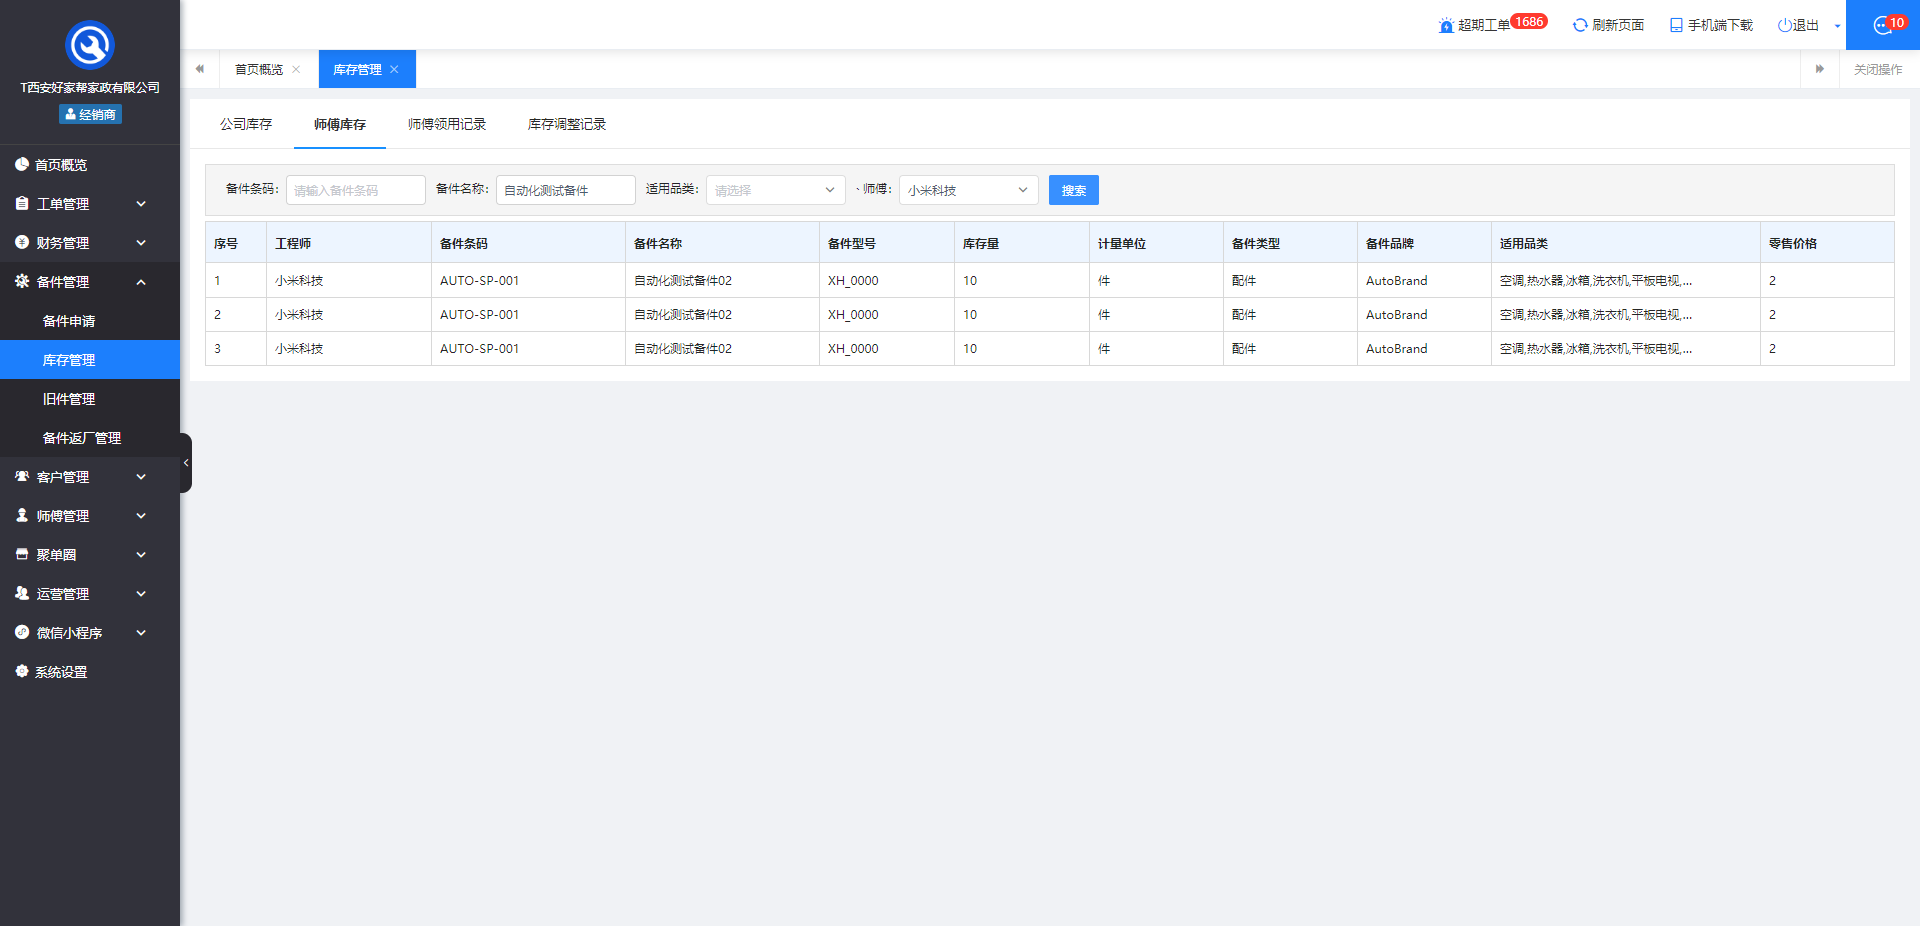 超期工单 1686 刷新页面 手机端下载 退出 10
T西安好家帮家政有限公司
经销商
首页概览
工单管理
财务管理
备件管理
备件申请
库存管理
旧件管理
备件返厂管理
客户管理
师傅管理
聚单圈
运营管理
微信小程序
系统设置
首页概览 库存管理 关闭操作
公司库存 师傅库存 师傅领用记录 库存调整记录
备件条码: 请输入备件条码 备件名称: 自动化测试备件 适用品类: 请选择 、师傅: 小米科技 搜索
序号 工程师 备件条码 备件名称 备件型号 库存量 计量单位 备件类型 备件品牌 适用品类 零售价格
1 小米科技 AUTO-SP-001 自动化测试备件02 XH_0000 10 件 配件 AutoBrand 空调,热水器,冰箱,洗衣机,平板电视,... 2
2 小米科技 AUTO-SP-001 自动化测试备件02 XH_0000 10 件 配件 AutoBrand 空调,热水器,冰箱,洗衣机,平板电视,... 2
3 小米科技 AUTO-SP-001 自动化测试备件02 XH_0000 10 件 配件 AutoBrand 空调,热水器,冰箱,洗衣机,平板电视,... 2